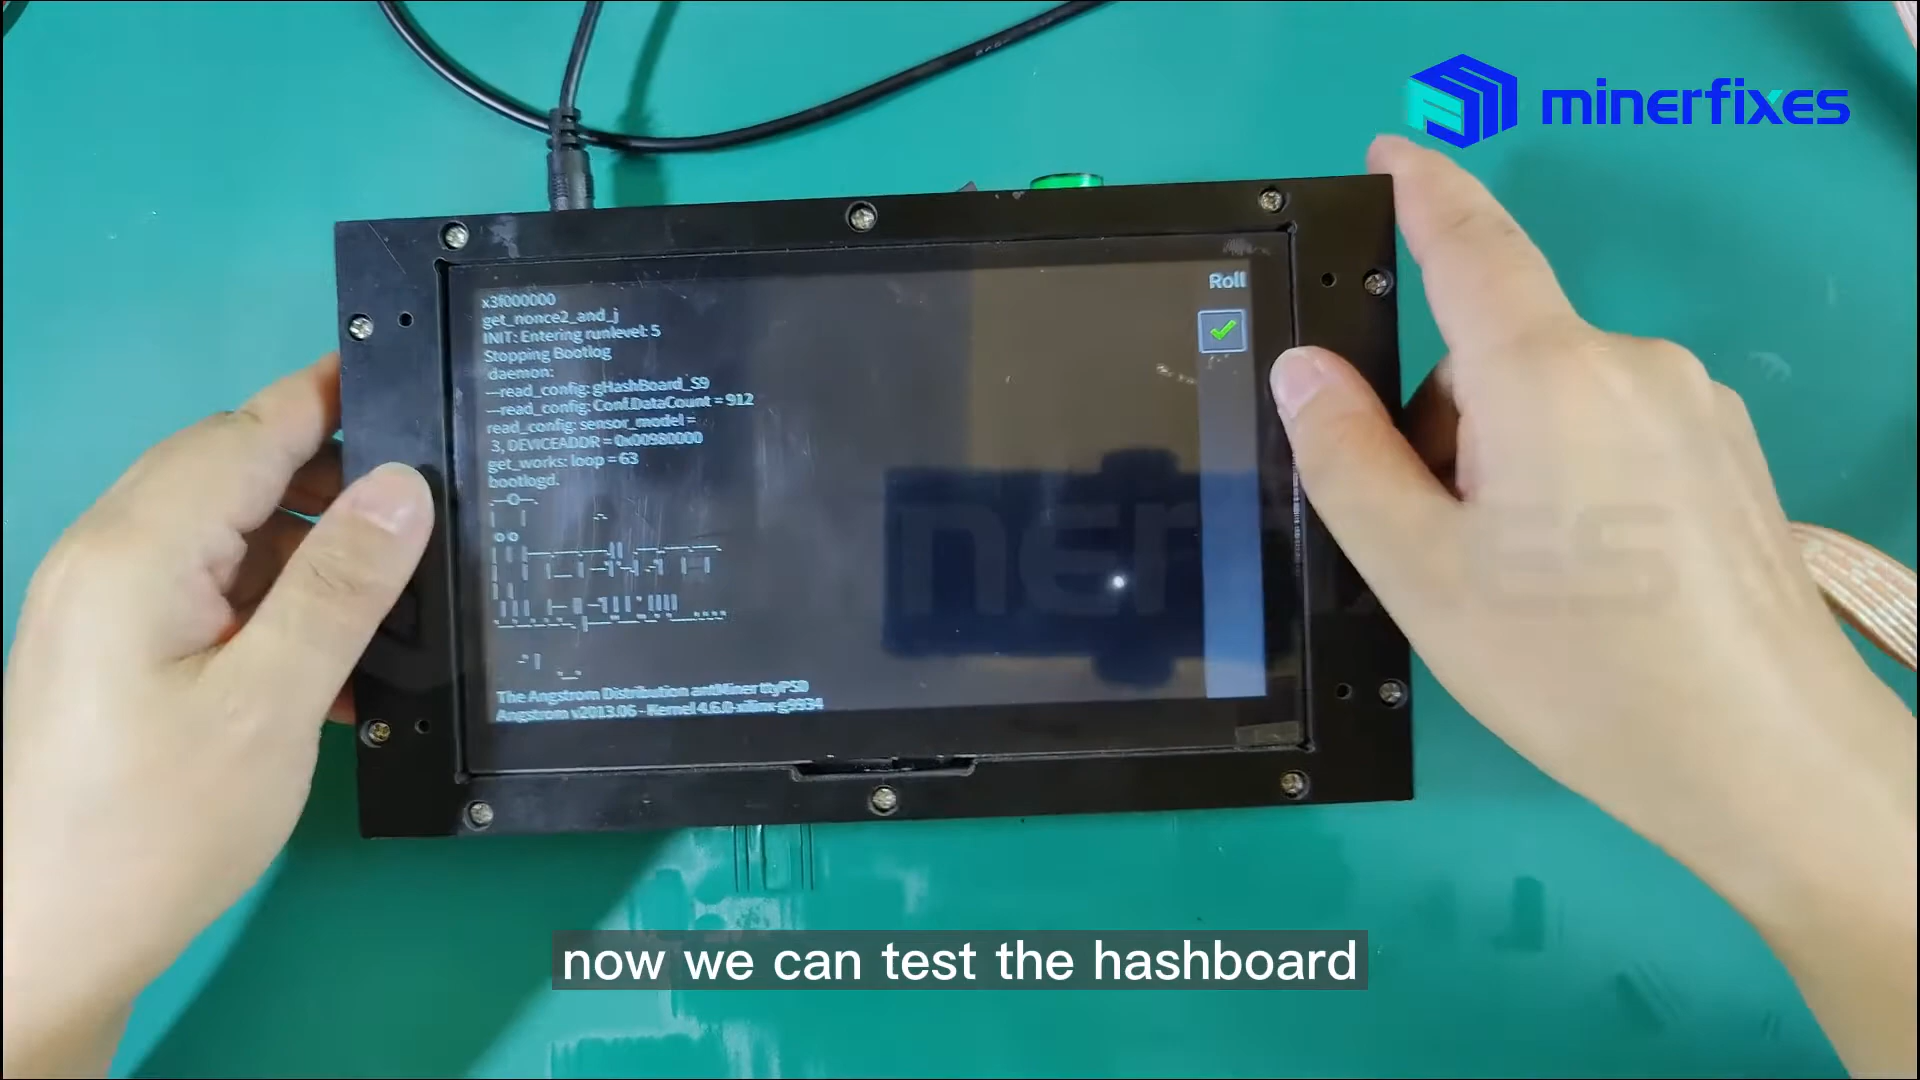 minerfixes
Roll
x3f000000
get_nonce2_and_j
INIT: Entering runlevel: 5
Stopping Bootlog
daemon:
---read_config: gHashBoard_S9
---read_config: Conf.DataCount = 912
read_config: sensor_model =
3, DEVICEADDR = 0x00980000
get_works: loop = 63
bootlogd.
The Angstrom Distribution antMiner ttyPS0
Angstrom v2013.06 - Kernel 4.6.0-xilinx-g9934
now we can test the hashboard